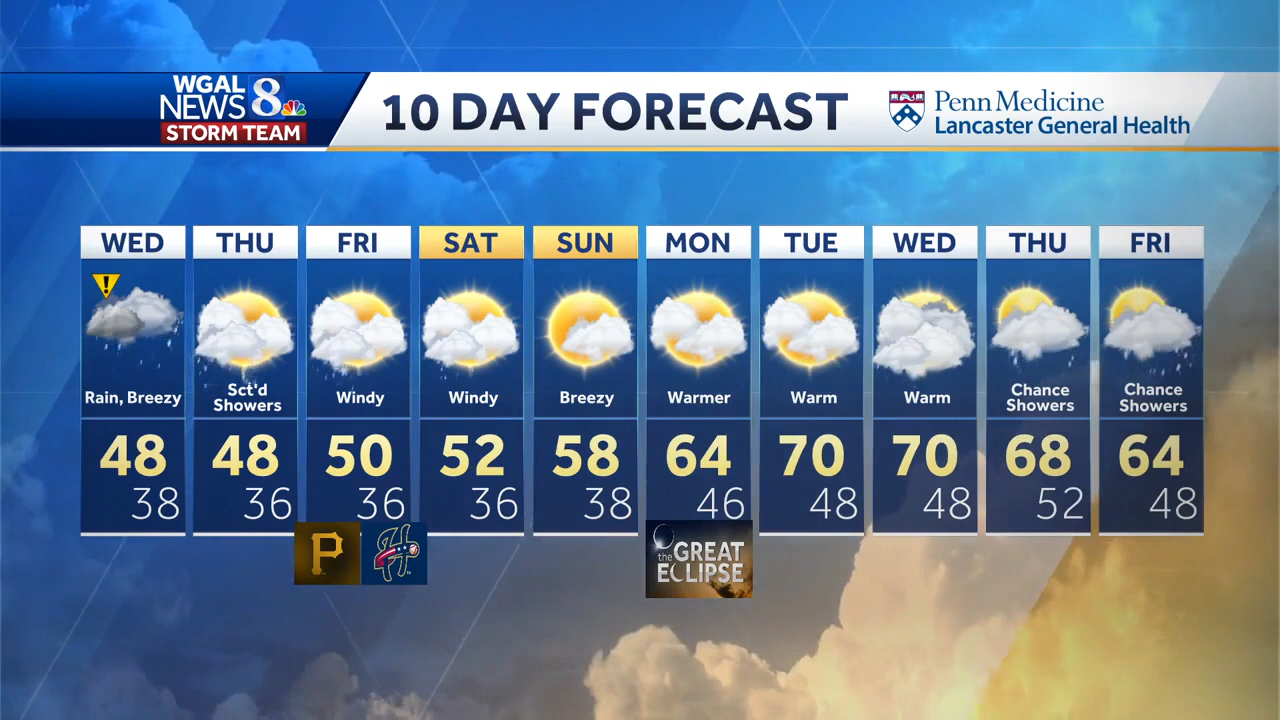 WGAL
NEWS 8
STORM TEAM
10 DAY FORECAST
Penn Medicine
Lancaster General Health
WED THU FRI SAT SUN MON TUE WED THU FRI
!
Rain, Breezy
Sct'd
Showers
Windy
Windy
Breezy
Warmer
Warm
Warm
Chance
Showers
Chance
Showers
48 48 50 52 58 64 70 70 68 64
38 36 36 36 38 46 48 48 52 48
P
H
the GREAT
ECLIPSE